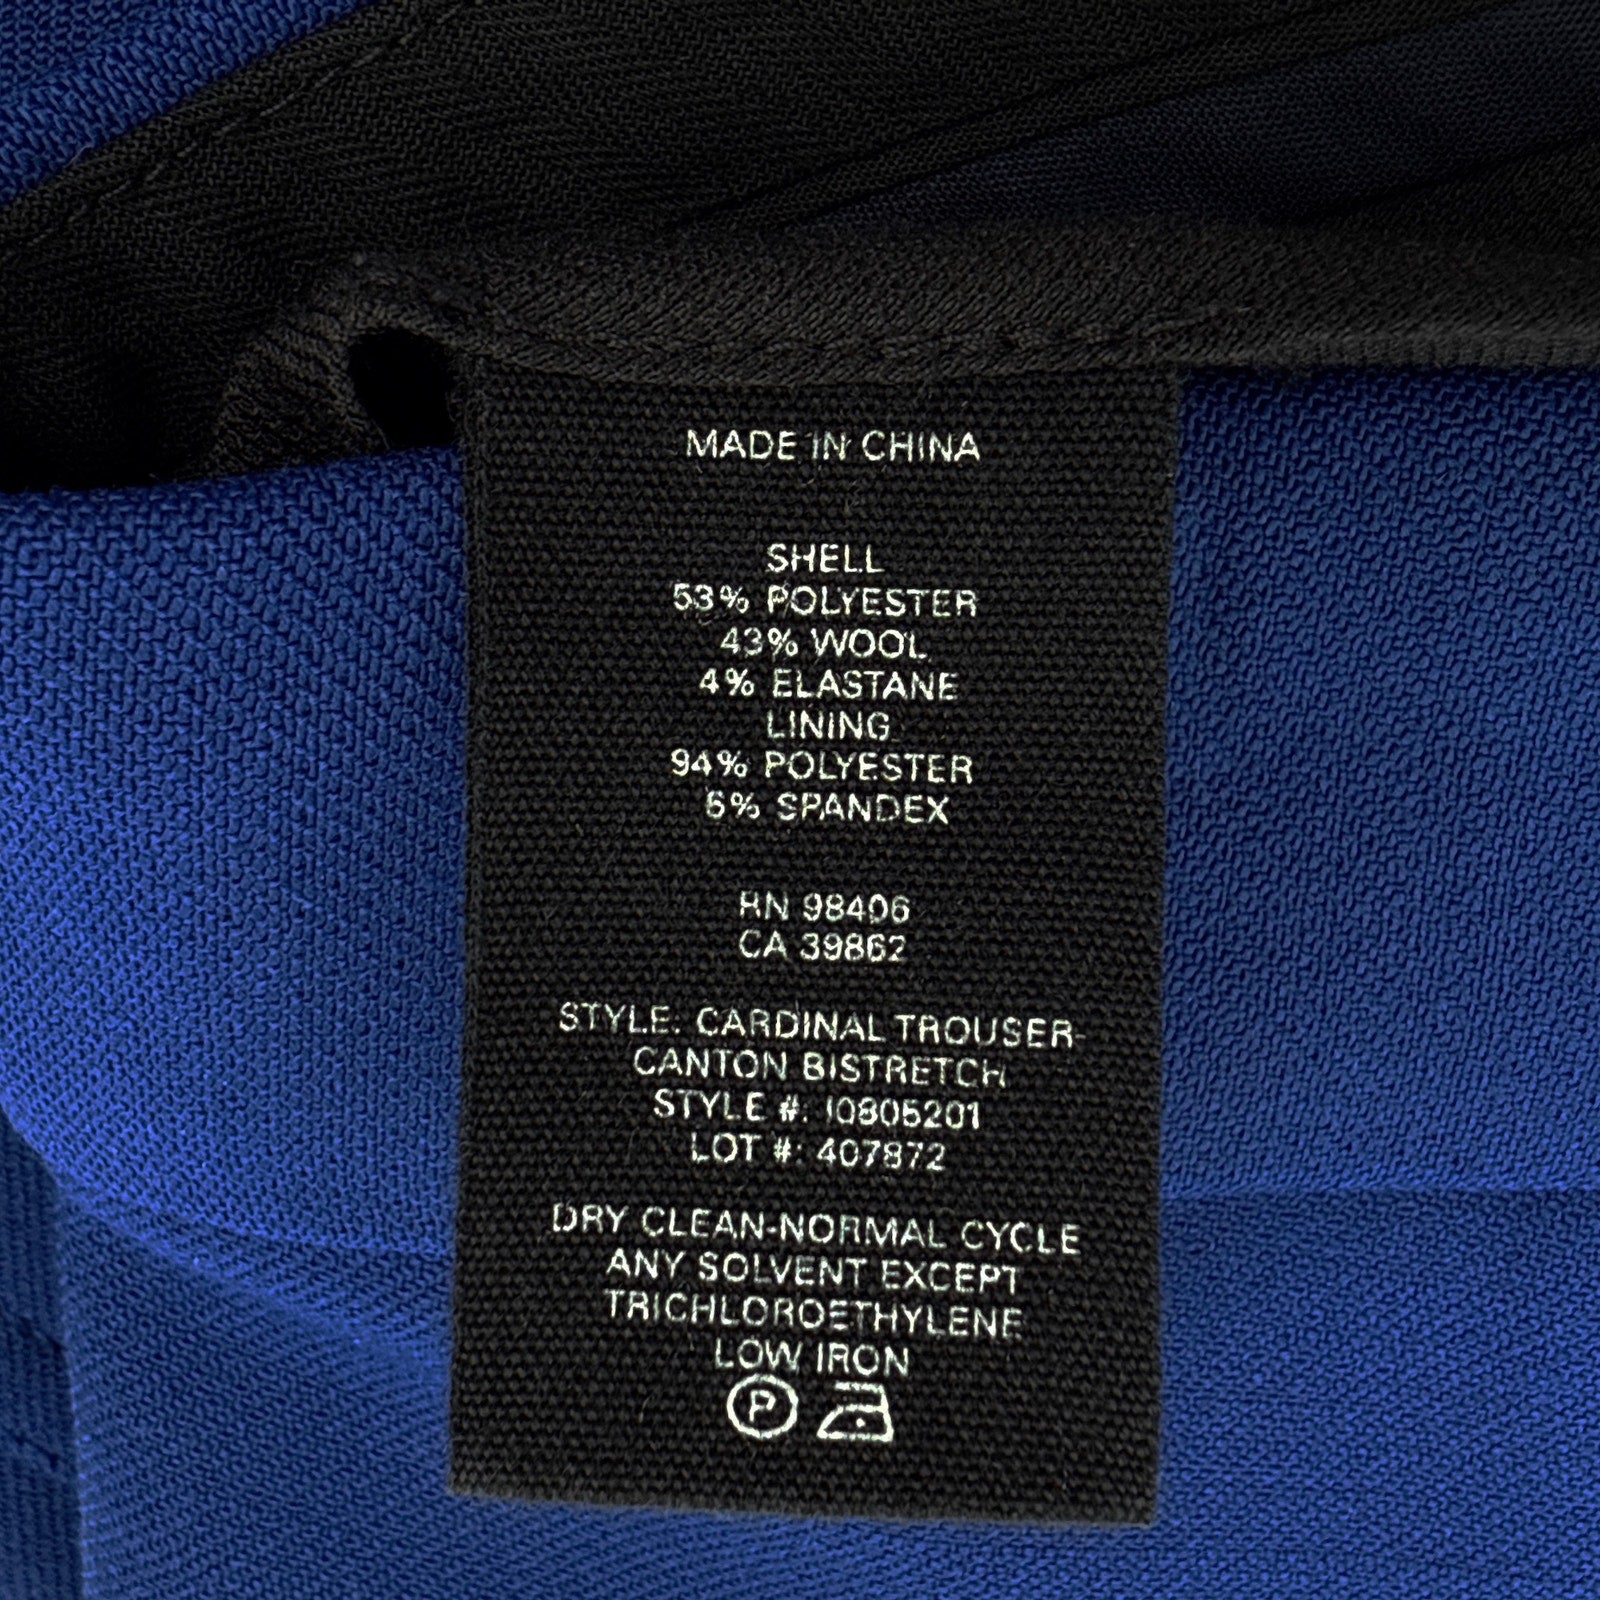 MADE IN CHINA
SHELL
53% POLYESTER
43% WOOL
4% ELASTANE
LINING
94% POLYESTER
6% SPANDEX
RN 98406
CA 39862
STYLE: CARDINAL TROUSER-
CANTON BISTRETCH
STYLE #: I0805201
LOT #: 407872
DRY CLEAN-NORMAL CYCLE
ANY SOLVENT EXCEPT
TRICHLOROETHYLENE
LOW IRON
P